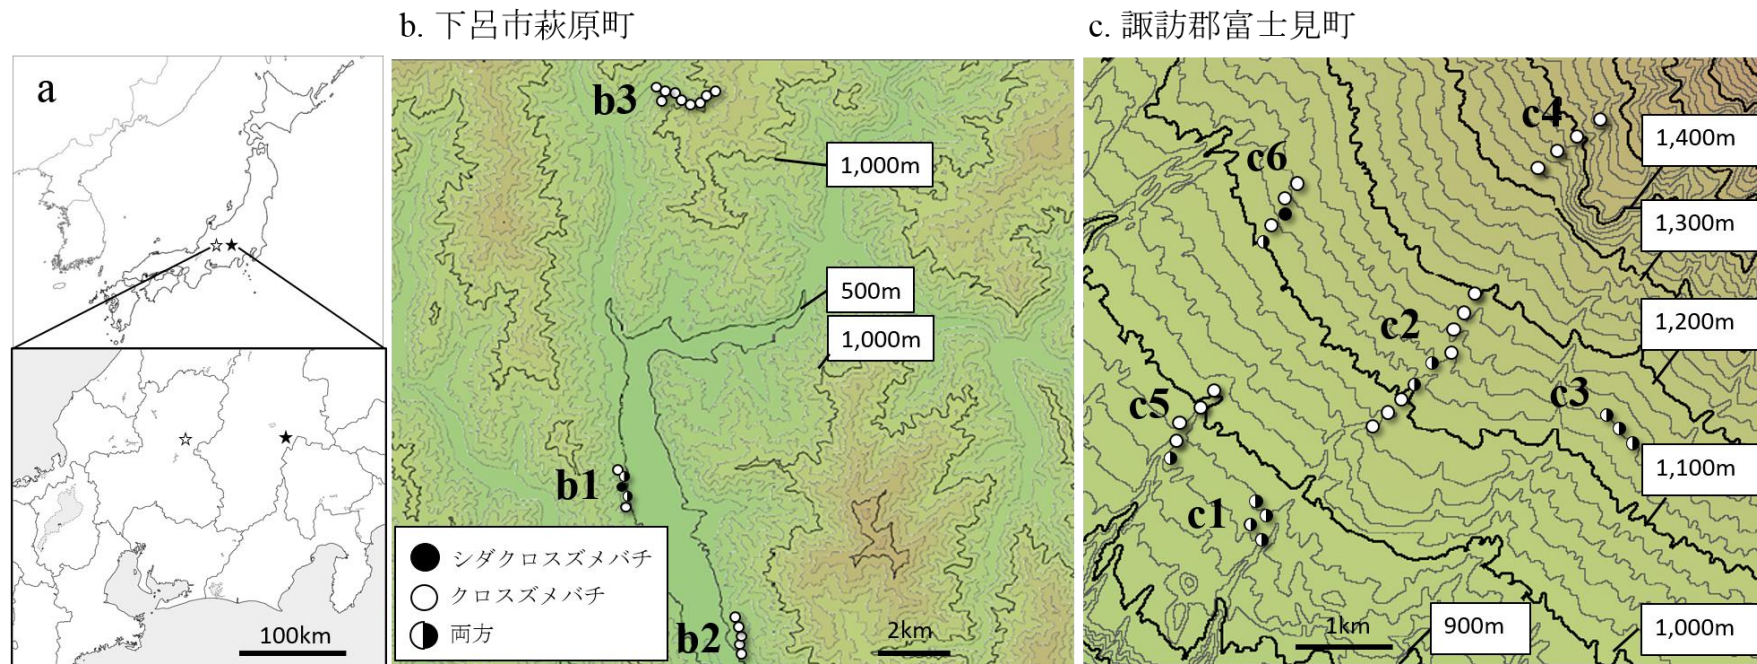 b. 下呂市萩原町
c. 諏訪郡富士見町
a
100km
b3
1,000m
500m
1,000m
b1
b2
シダクロスズメバチ
クロスズメバチ
両方
2km
c4
1,400m
c6
1,300m
c2
1,200m
c3
c5
1,100m
c1
1km
900m
1,000m